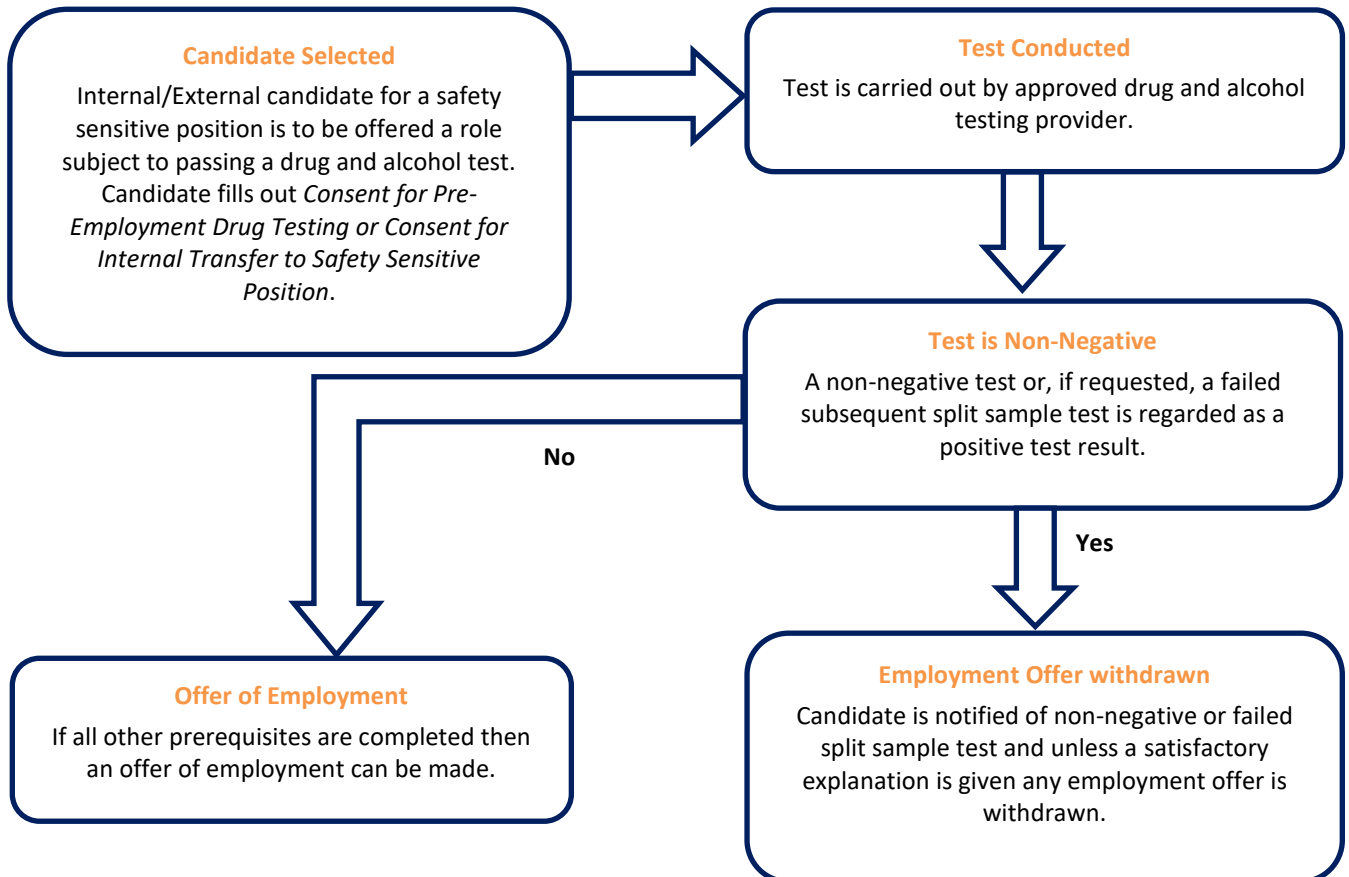 Candidate Selected
Internal/External candidate for a safety
sensitive position is to be offered a role
subject to passing a drug and alcohol test.
Candidate fills out Consent for Pre-
Employment Drug Testing or Consent for
Internal Transfer to Safety Sensitive
Position.
Test Conducted
Test is carried out by approved drug and alcohol
testing provider.
Test is Non-Negative
A non-negative test or, if requested, a failed
subsequent split sample test is regarded as a
positive test result.
No
Yes
Offer of Employment
If all other prerequisites are completed then
an offer of employment can be made.
Employment Offer withdrawn
Candidate is notified of non-negative or failed
split sample test and unless a satisfactory
explanation is given any employment offer is
withdrawn.